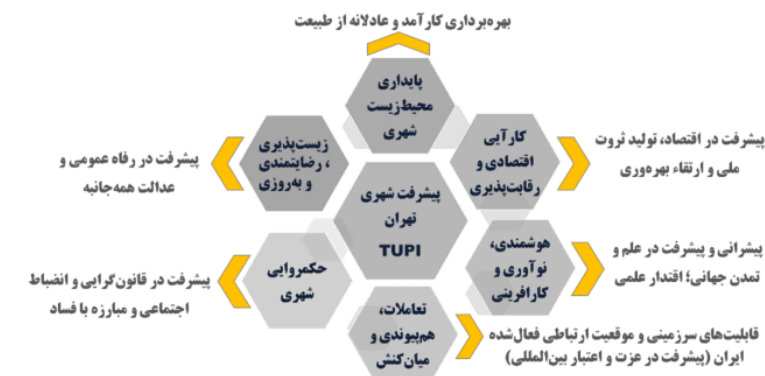 بهره‌برداری کارآمد و عادلانه از طبیعت
پایداری
محیط‌زیست
شهری
کارآیی
اقتصادی و
رقابت‌پذیری
پیشرفت در اقتصاد، تولید ثروت
ملی و ارتقاء بهره‌وری
زیست‌پذیری
، رضایتمندی
و به‌روزی
پیشرفت در رفاه عمومی و
عدالت همه‌جانبه
پیشرفت شهری
تهران
TUPI
هوشمندی،
نوآوری و
کارافرینی
پیشرانی و پیشرفت در علم و
تمدن جهانی؛ اقتدار علمی
حکمروایی
شهری
پیشرفت در قانون‌گرایی و انضباط
اجتماعی و مبارزه با فساد
تعاملات،
هم‌پیوندی و
میان‌کنش
قابلیت‌های سرزمینی و موقعیت ارتباطی فعال‌شده
ایران (پیشرفت در عزت و اعتبار بین‌المللی)